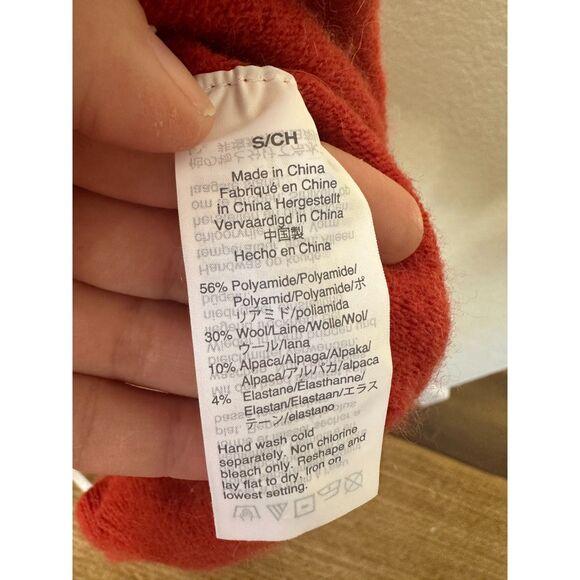 S/CH
Made in China
Fabriqué en Chine
in China Hergestellt
Vervaardigd in China
中国製
Hecho en China
56% Polyamide/Polyamide/
Polyamid/Polyamide/ポ
リアミド/poliamida
30% Wool/Laine/Wolle/Wol/
ウール/lana
10% Alpaca/Alpaga/Alpaka/
Alpaca/アルパカ/alpaca
4% Elastane/Élasthanne/
Elastan/Elastaan/エラス
テーン/elastano
Hand wash cold
separately. Non chlorine
bleach only. Reshape and
lay flat to dry. Iron on
lowest setting.